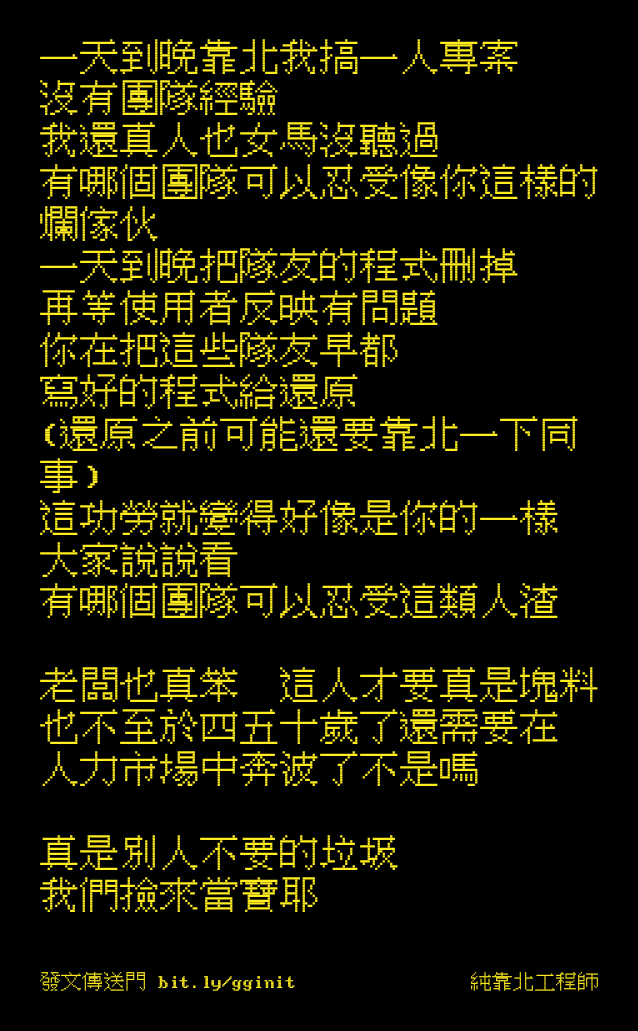 一天到晚靠北我搞一人專案
沒有團隊經驗
我還真人也女馬沒聽過
有哪個團隊可以忍受像你這樣的
爛傢伙
一天到晚把隊友的程式刪掉
再等使用者反映有問題
你在把這些隊友早都
寫好的程式給還原
(還原之前可能還要靠北一下同
事)
這功勞就變得好像是你的一樣
大家說說看
有哪個團隊可以忍受這類人渣
老闆也真笨　這人才要真是塊料
也不至於四五十歲了還需要在
人力市場中奔波了不是嗎
真是別人不要的垃圾
我們撿來當寶耶
發文傳送門 bit.ly/gginit
純靠北工程師